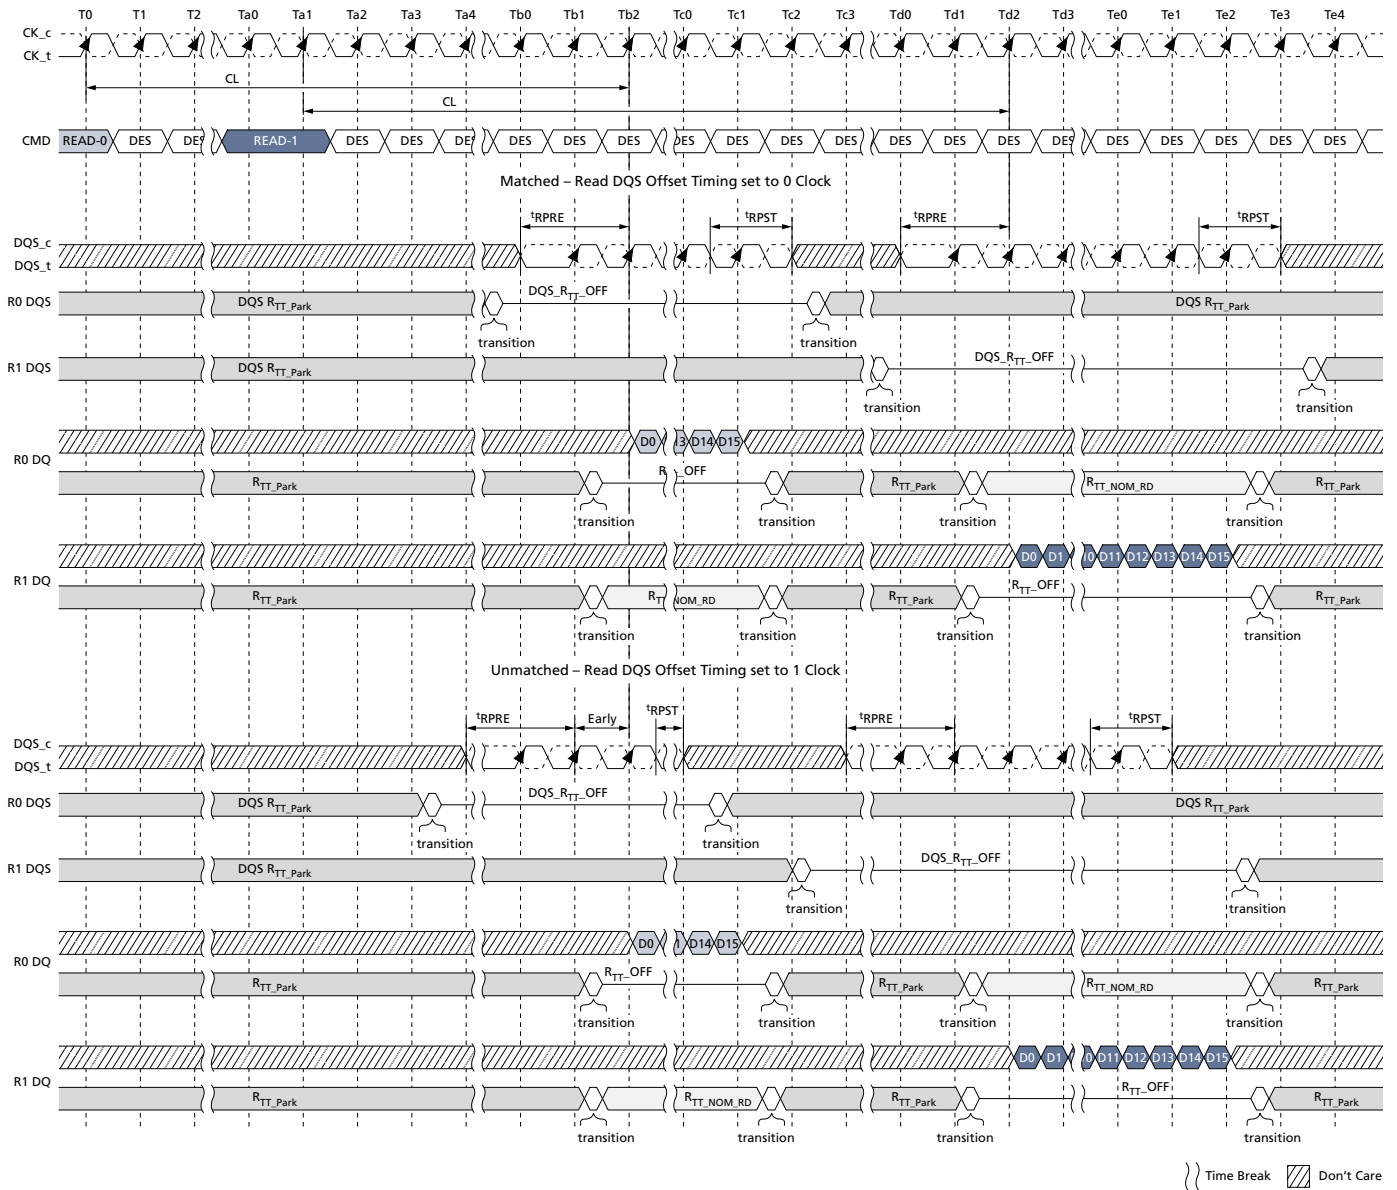 T0 T1 T2 Ta0 Ta1 Ta2 Ta3 Ta4 Tb0 Tb1 Tb2 Tc0 Tc1 Tc2 Tc3 Td0 Td1 Td2 Td3 Te0 Te1 Te2 Te3 Te4
CK_c
CK_t
CL
CL
CMD READ-0 DES DES READ-1 DES DES DES DES DES DES DES DES DES DES DES DES DES DES DES DES DES DES DES
Matched – Read DQS Offset Timing set to 0 Clock
tRPRE tRPST tRPRE tRPST
DQS_c
DQS_t
R0 DQS DQS RTT_Park DQS_RTT_OFF DQS RTT_Park
transition transition
R1 DQS DQS RTT_Park DQS_RTT_OFF
transition transition
R0 DQ D0 13 D14 D15
RTT_Park R _OFF RTT_Park RTT_NOM_RD RTT_Park
transition transition transition transition
R1 DQ D0 D1 0 D11 D12 D13 D14 D15
RTT_Park RTT_NOM_RD RTT_Park RTT_OFF RTT_Park
transition transition transition transition
Unmatched – Read DQS Offset Timing set to 1 Clock
tRPRE Early tRPST tRPRE tRPST
DQS_c
DQS_t
R0 DQS DQS RTT_Park DQS_RTT_OFF DQS RTT_Park
transition transition
R1 DQS DQS RTT_Park DQS_RTT_OFF
transition transition
R0 DQ D0 1 D14 D15
RTT_Park RTT_OFF RTT_Park RTT_NOM_RD RTT_Park
transition transition transition transition
R1 DQ D0 D1 0 D11 D12 D13 D14 D15
RTT_Park RTT_NOM_RD RTT_Park RTT_OFF RTT_Park
transition transition transition transition
Time Break Don't Care